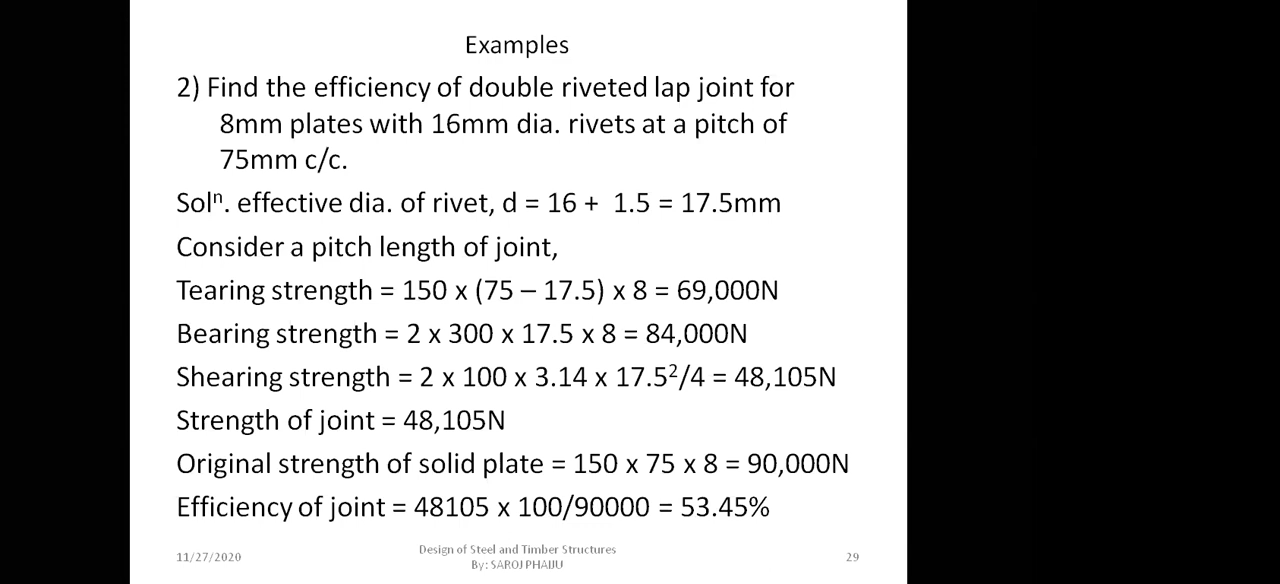 Examples
2) Find the efficiency of double riveted lap joint for
8mm plates with 16mm dia. rivets at a pitch of
75mm c/c.
Solⁿ. effective dia. of rivet, d = 16 + 1.5 = 17.5mm
Consider a pitch length of joint,
Tearing strength = 150 x (75 – 17.5) x 8 = 69,000N
Bearing strength = 2 x 300 x 17.5 x 8 = 84,000N
Shearing strength = 2 x 100 x 3.14 x 17.5²/4 = 48,105N
Strength of joint = 48,105N
Original strength of solid plate = 150 x 75 x 8 = 90,000N
Efficiency of joint = 48105 x 100/90000 = 53.45%
11/27/2020
Design of Steel and Timber Structures
By: SAROJ PHAIJU
29